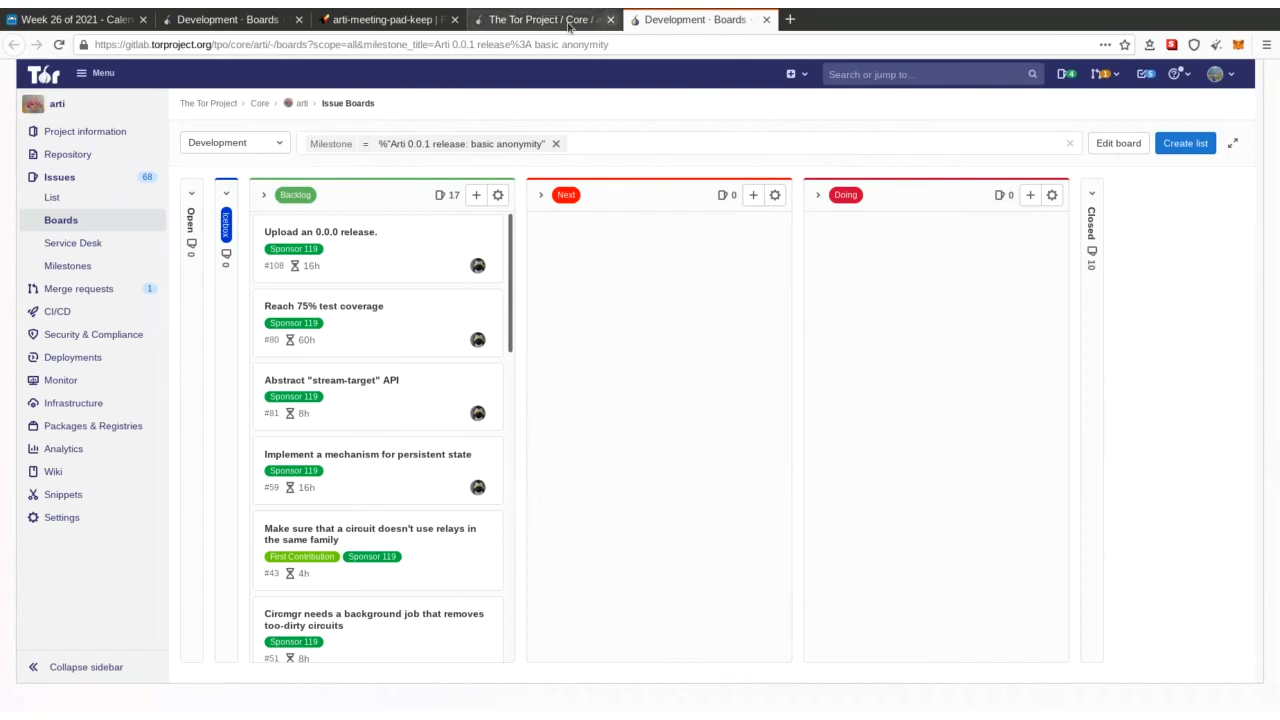 Week 26 of 2021 - Calen
Development · Boards ·
arti-meeting-pad-keep | F
The Tor Project / Core /
Development · Boards ·
https://gitlab.torproject.org/tpo/core/arti/-/boards?scope=all&milestone_title=Arti 0.0.1 release%3A basic anonymity
Tor
Menu
Search or jump to...
4
1
5
arti
The Tor Project › Core › arti › Issue Boards
Project information
Repository
Issues 68
List
Boards
Service Desk
Milestones
Merge requests 1
CI/CD
Security & Compliance
Deployments
Monitor
Infrastructure
Packages & Registries
Analytics
Wiki
Snippets
Settings
Collapse sidebar
Development
Milestone = %"Arti 0.0.1 release: basic anonymity"
Edit board
Create list
Open 0
Icebox 0
Backlog 17
Upload an 0.0.0 release.
Sponsor 119
#108 16h
Reach 75% test coverage
Sponsor 119
#80 60h
Abstract "stream-target" API
Sponsor 119
#81 8h
Implement a mechanism for persistent state
Sponsor 119
#59 16h
Make sure that a circuit doesn't use relays in
the same family
First Contribution Sponsor 119
#43 4h
Circmgr needs a background job that removes
too-dirty circuits
Sponsor 119
#51 8h
Next 0
Doing 0
Closed 10